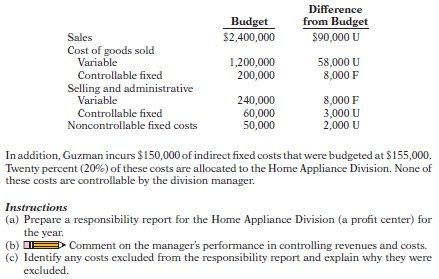 Difference
Budget from Budget
Sales $2,400,000 $90,000 U
Cost of goods sold
Variable 1,200,000 58,000 U
Controllable fixed 200,000 8,000 F
Selling and administrative
Variable 240,000 8,000 F
Controllable fixed 60,000 3,000 U
Noncontrollable fixed costs 50,000 2,000 U
In addition, Guzman incurs $150,000 of indirect fixed costs that were budgeted at $155,000.
Twenty percent (20%) of these costs are allocated to the Home Appliance Division. None of
these costs are controllable by the division manager.
Instructions
(a) Prepare a responsibility report for the Home Appliance Division (a profit center) for
the year.
(b) Comment on the manager's performance in controlling revenues and costs.
(c) Identify any costs excluded from the responsibility report and explain why they were
excluded.